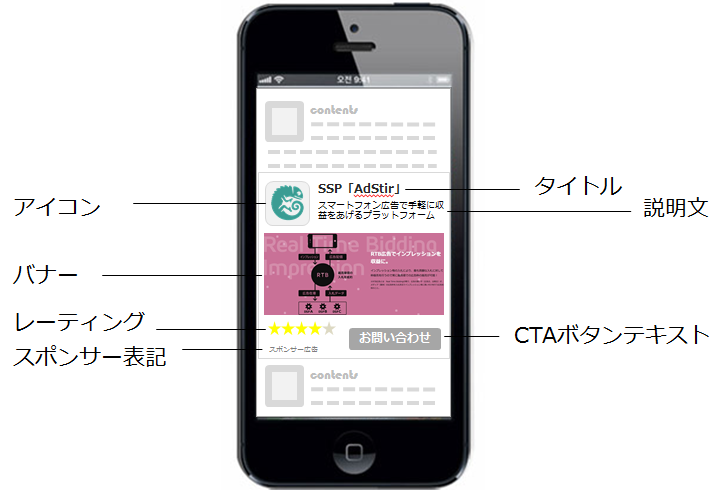 오전 9:41
contents
SSP「AdStir」
タイトル
アイコン
スマートフォン広告で手軽に収
益をあげるプラットフォーム
説明文
Real Time Bidding
Impression
RTB広告でインプレッションを
収益に。
RTB
バナー
レーティング
お問い合わせ
CTAボタンテキスト
スポンサー表記
スポンサー広告
contents